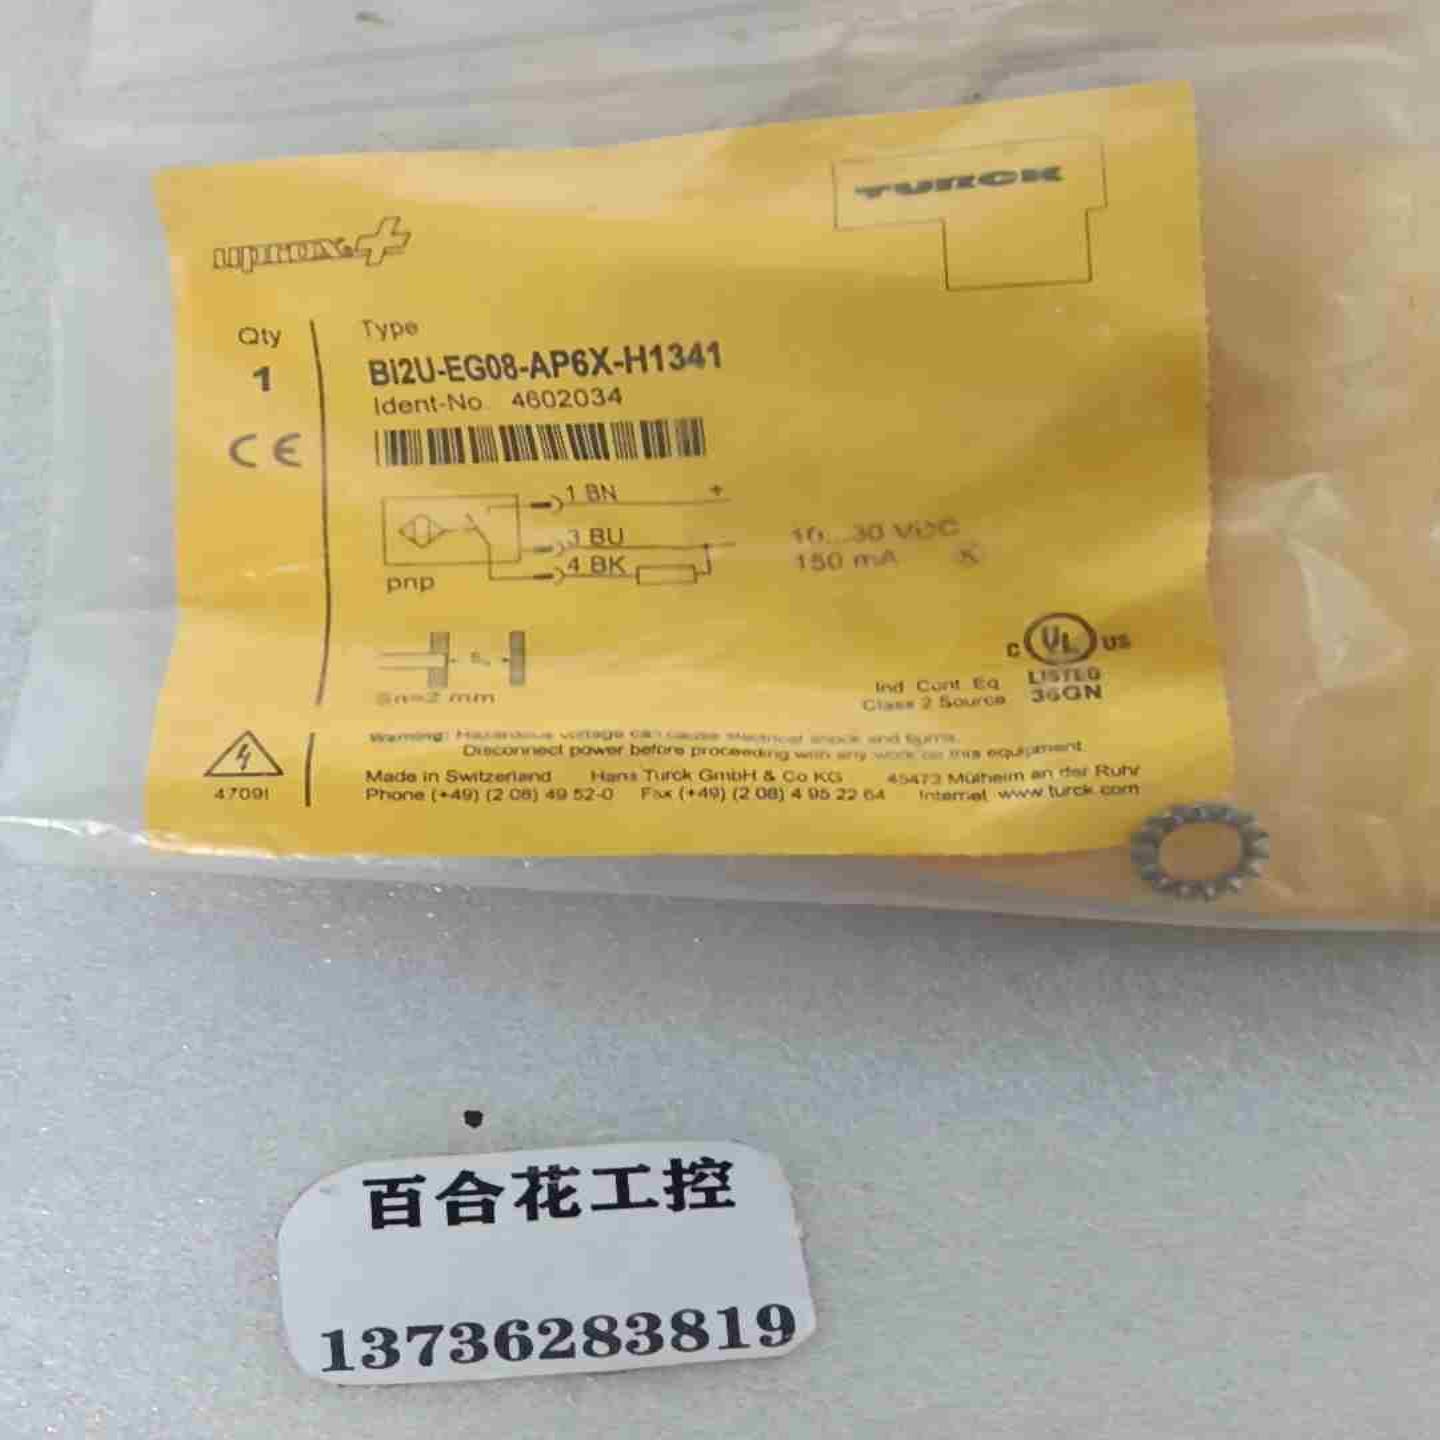 TURCK
uprox®+
Qty
1
Type
BI2U-EG08-AP6X-H1341
Ident-No. 4602034
CE
1 BN +
3 BU
4 BK
pnp
10...30 VDC
150 mA
Sn
Sn=2 mm
C UL US
LISTED
36GN
Ind Cont Eq
Class 2 Source
Warning: Hazardous voltage can cause electrical shock and burns.
Disconnect power before proceeding with any work on this equipment
Made in Switzerland Hans Turck GmbH & Co KG 45473 Mülheim an der Ruhr
Phone (+49) (2 08) 49 52-0 Fax (+49) (2 08) 4 95 22 64 Internet www.turck.com
4709I
百合花工控
13736283819